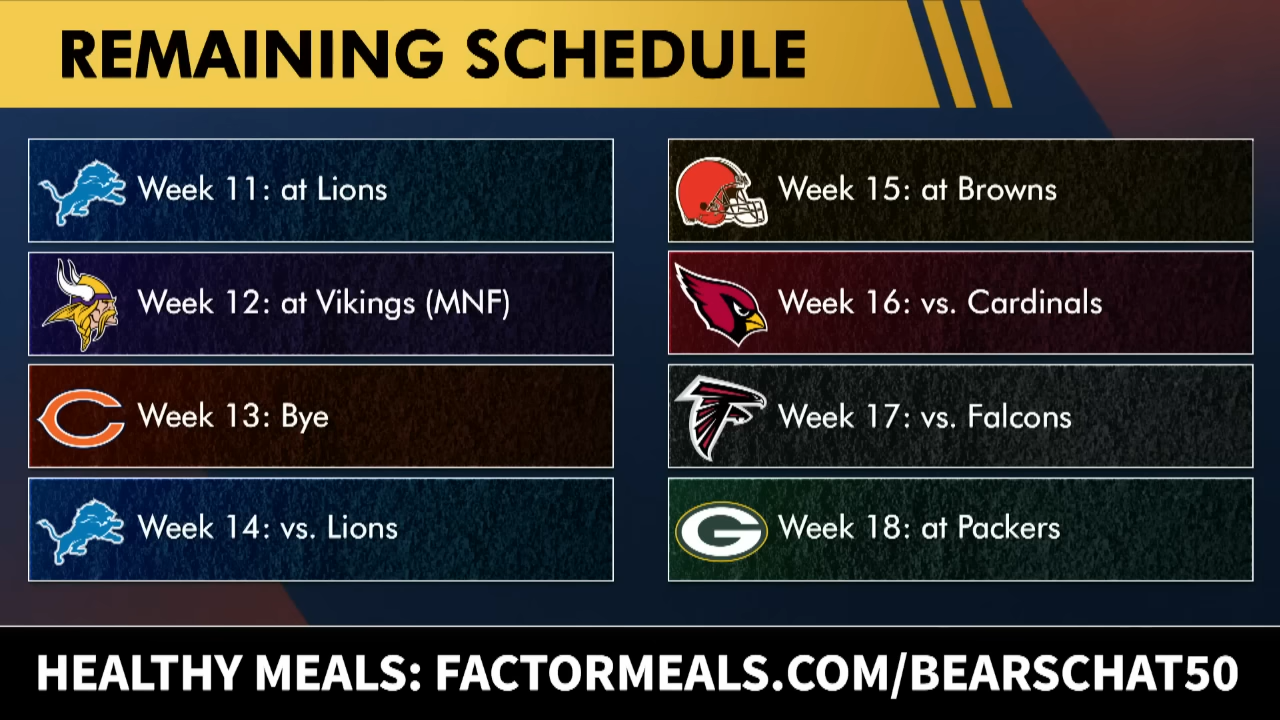 REMAINING SCHEDULE
Week 11: at Lions
Week 12: at Vikings (MNF)
Week 13: Bye
Week 14: vs. Lions
Week 15: at Browns
Week 16: vs. Cardinals
Week 17: vs. Falcons
Week 18: at Packers
HEALTHY MEALS: FACTORMEALS.COM/BEARSCHAT50